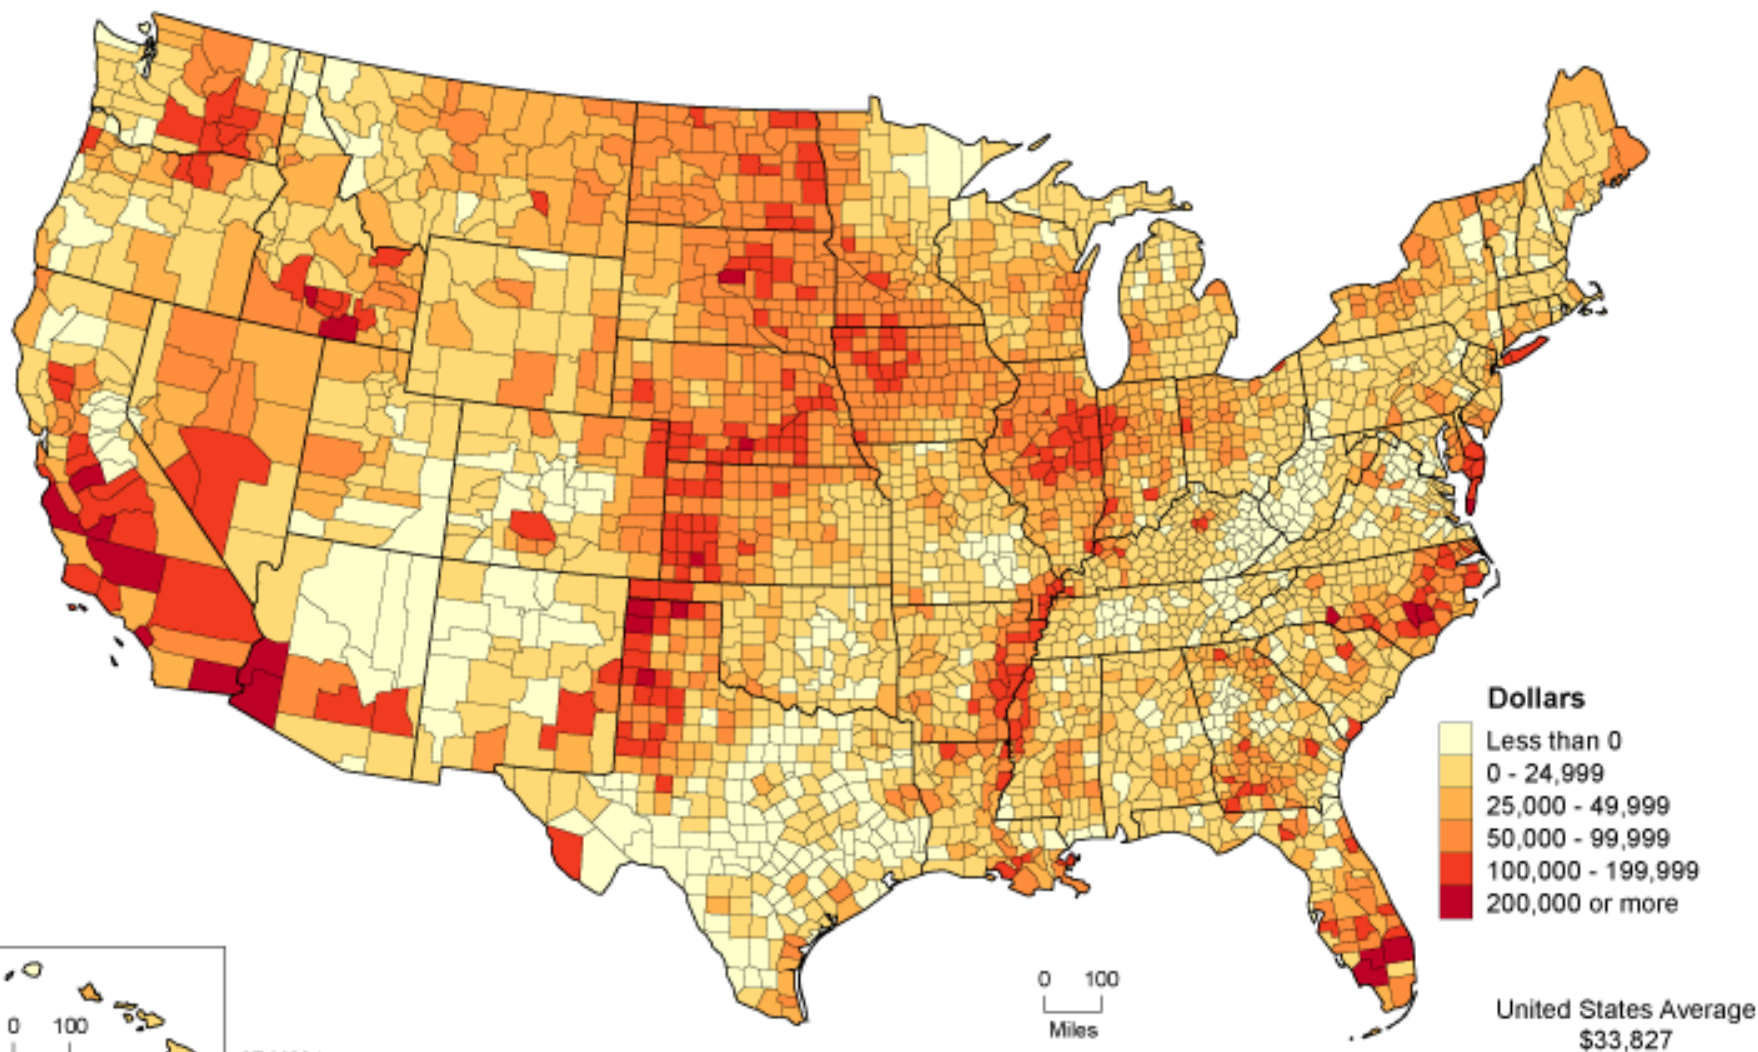 Dollars
Less than 0
0 - 24,999
25,000 - 49,999
50,000 - 99,999
100,000 - 199,999
200,000 or more
0 100
Miles
United States Average
$33,827
0 100